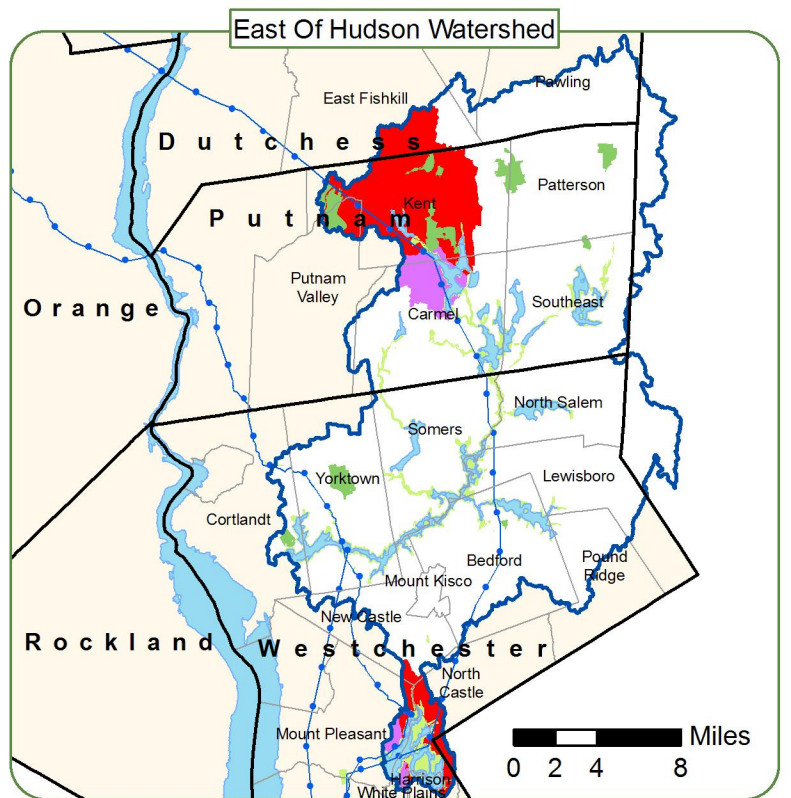 East Of Hudson Watershed
Pawling
East Fishkill
Dutchess
Patterson
Kent
Putnam
Putnam
Valley
Orange
Southeast
Carmel
North Salem
Somers
Yorktown
Lewisboro
Cortlandt
Bedford
Pound
Ridge
Mount Kisco
New Castle
Rockland
Westchester
North
Castle
Mount Pleasant
Miles
0 2 4 8
Harrison
White Plains